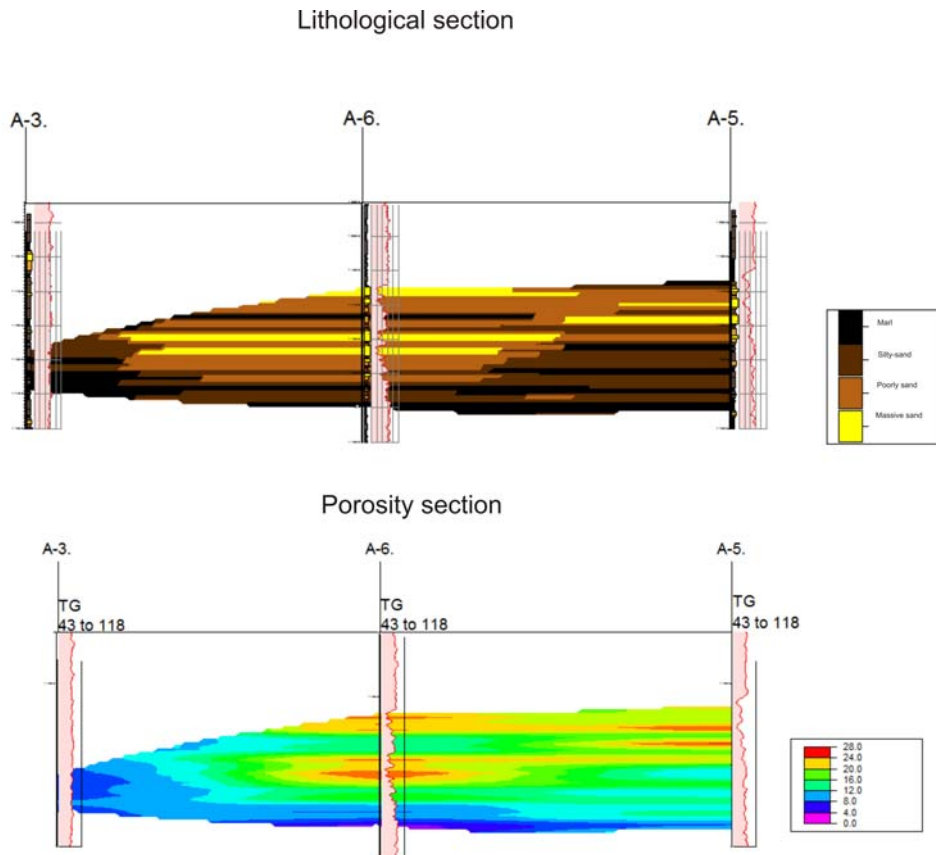 Lithological section
A-3.
A-6.
A-5.
Marl
Silty-sand
Poorly sand
Massive sand
Porosity section
A-3.
A-6.
A-5.
TG
43 to 118
TG
43 to 118
TG
43 to 118
28.0
24.0
20.0
16.0
12.0
8.0
4.0
0.0